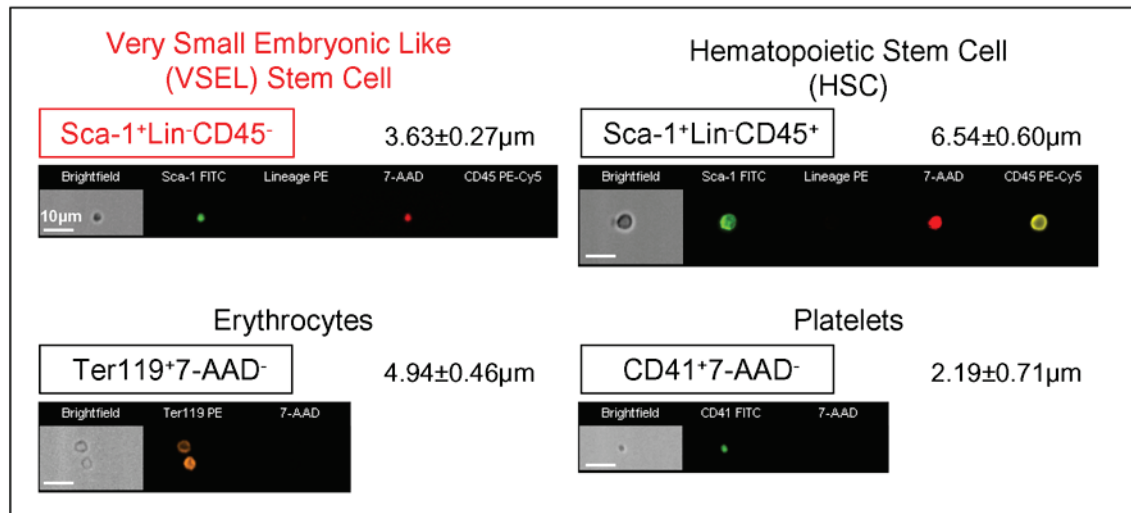 Very Small Embryonic Like
(VSEL) Stem Cell
Sca-1⁺Lin⁻CD45⁻ 3.63±0.27µm
Brightfield Sca-1 FITC Lineage PE 7-AAD CD45 PE-Cy5
10µm
Hematopoietic Stem Cell
(HSC)
Sca-1⁺Lin⁻CD45⁺ 6.54±0.60µm
Brightfield Sca-1 FITC Lineage PE 7-AAD CD45 PE-Cy5
Erythrocytes
Ter119⁺7-AAD⁻ 4.94±0.46µm
Brightfield Ter119 PE 7-AAD
Platelets
CD41⁺7-AAD⁻ 2.19±0.71µm
Brightfield CD41 FITC 7-AAD